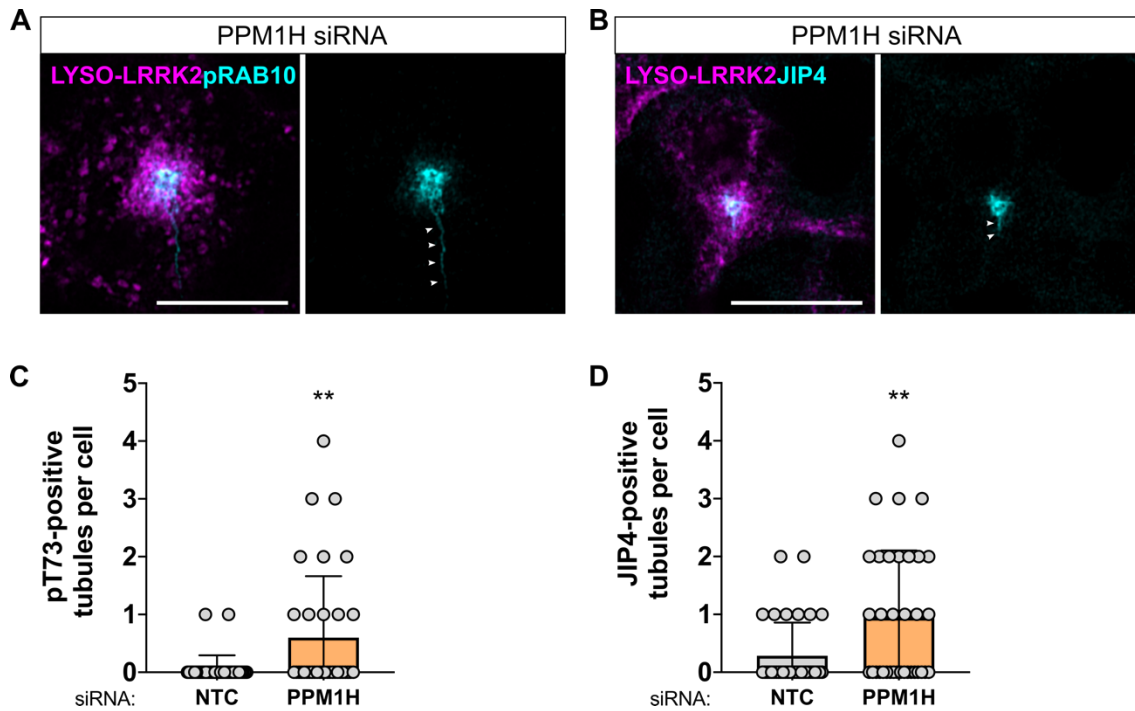 A
PPM1H siRNA
LYSO-LRRK2pRAB10
B
PPM1H siRNA
LYSO-LRRK2JIP4
C
pT73-positive
tubules per cell
5
4
3
2
1
0
**
siRNA: NTC PPM1H
D
JIP4-positive
tubules per cell
5
4
3
2
1
0
**
siRNA: NTC PPM1H